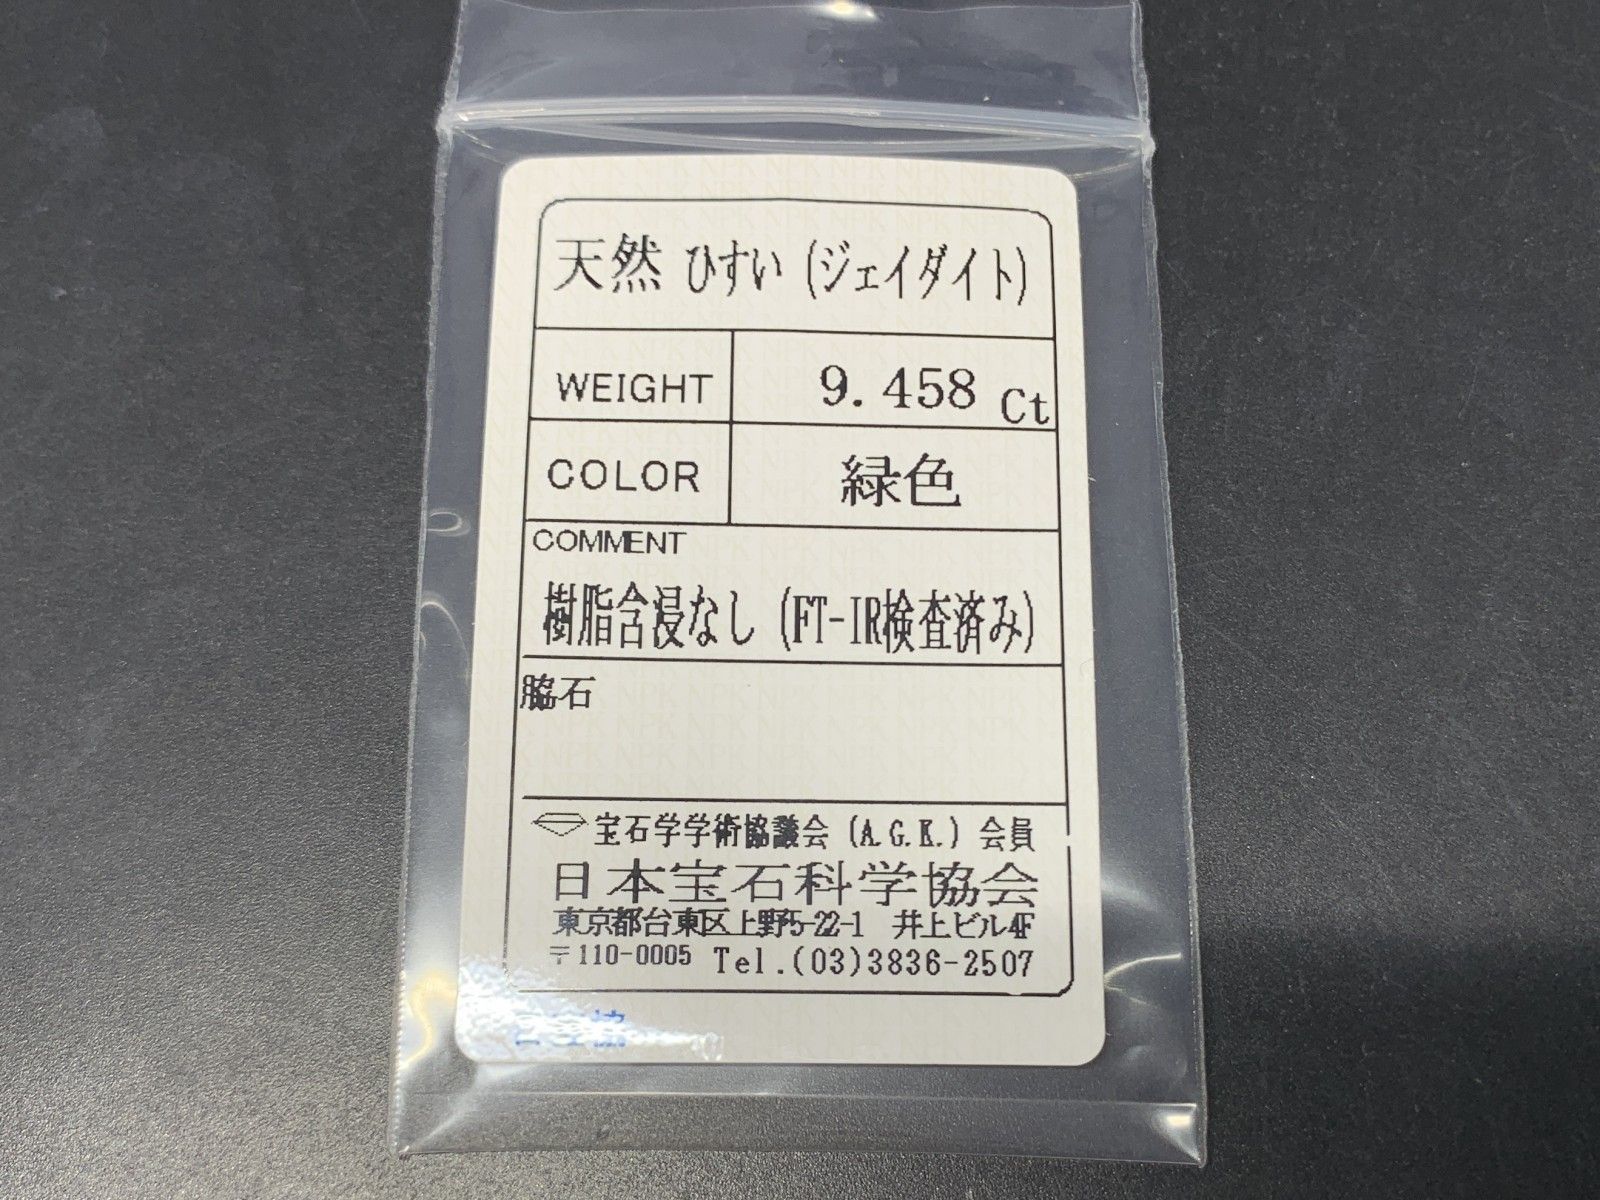 天然 ひすい (ジェイダイト)
WEIGHT 9.458 Ct
COLOR 緑色
COMMENT
樹脂含浸なし (FT-IR検査済み)
脇石
宝石学学術協議会 (A.G.K.) 会員
日本宝石科学協会
東京都台東区上野5-22-1 井上ビル4F
〒110-0005 Tel.(03)3836-2507